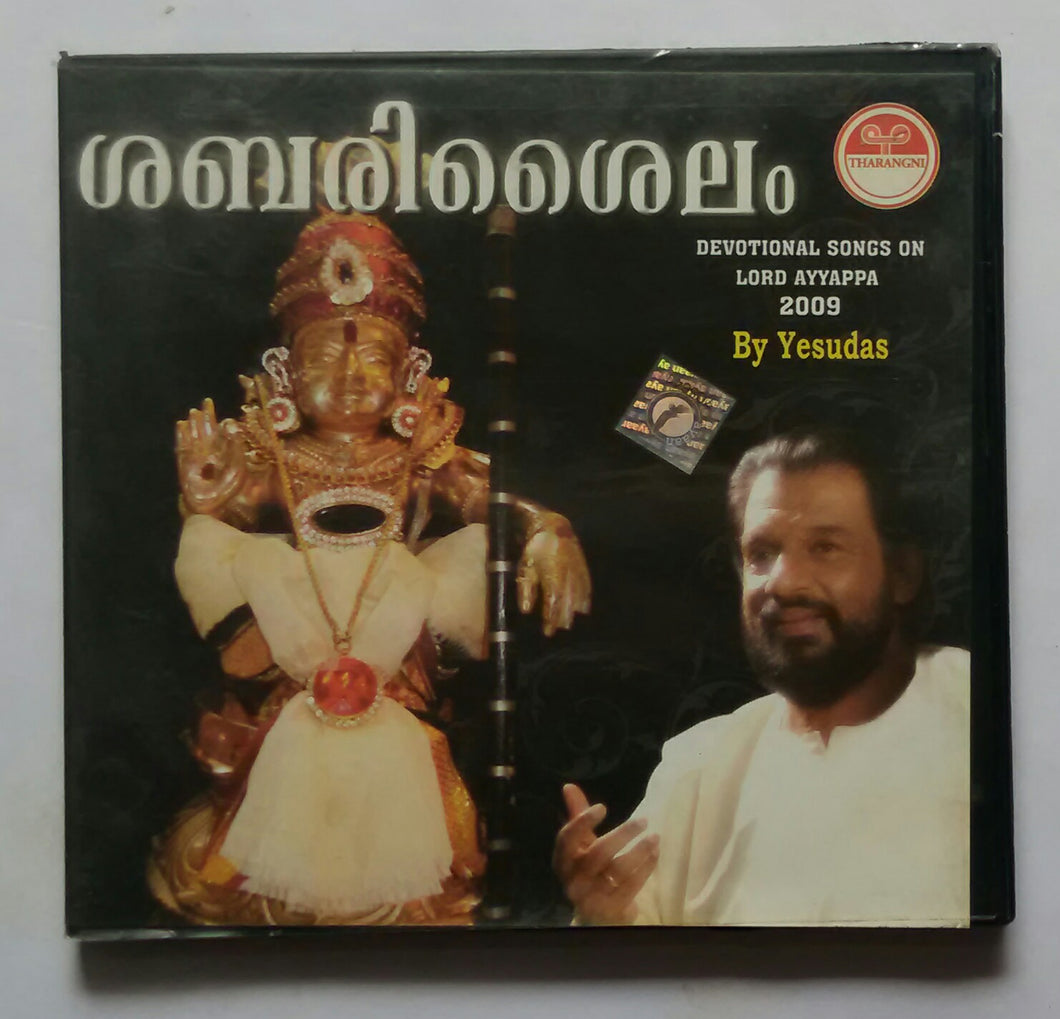 ശബരിശൈലം
THARANGNI
DEVOTIONAL SONGS ON
LORD AYYAPPA
2009
By Yesudas